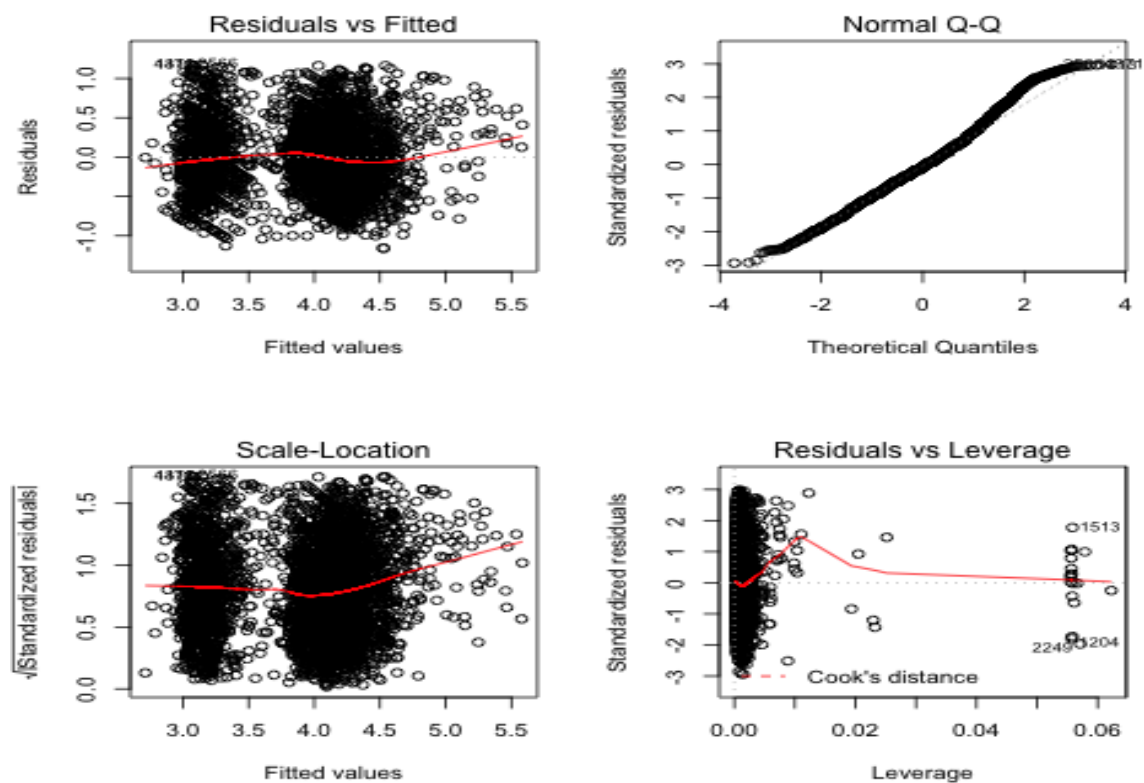 Residuals vs Fitted
Residuals
1.0
0.5
0.0
-1.0
3.0 3.5 4.0 4.5 5.0 5.5
Fitted values
Normal Q-Q
Standardized residuals
3
2
1
0
-1
-2
-3
-4 -2 0 2 4
Theoretical Quantiles
Scale-Location
√|Standardized residuals|
1.5
1.0
0.5
0.0
3.0 3.5 4.0 4.5 5.0 5.5
Fitted values
Residuals vs Leverage
Standardized residuals
3
2
1
0
-1
-2
-3
1513
2249 1204
Cook's distance
0.00 0.02 0.04 0.06
Leverage